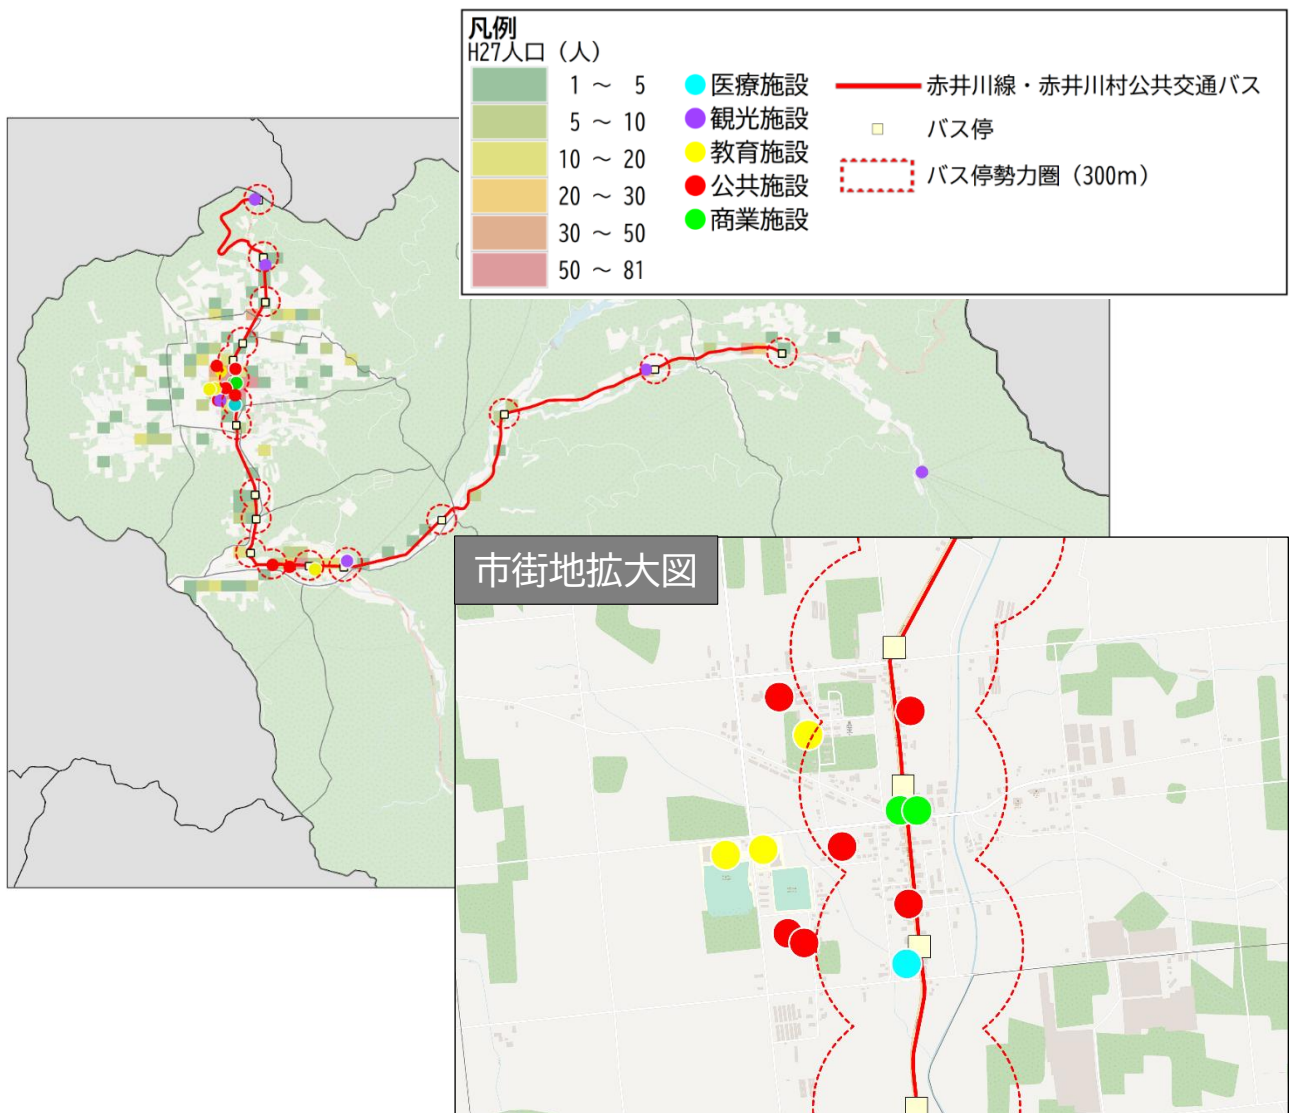 凡例
H27人口（人）
1 ～ 5
5 ～ 10
10 ～ 20
20 ～ 30
30 ～ 50
50 ～ 81
医療施設
観光施設
教育施設
公共施設
商業施設
赤井川線・赤井川村公共交通バス
バス停
バス停勢力圏（300m）
市街地拡大図